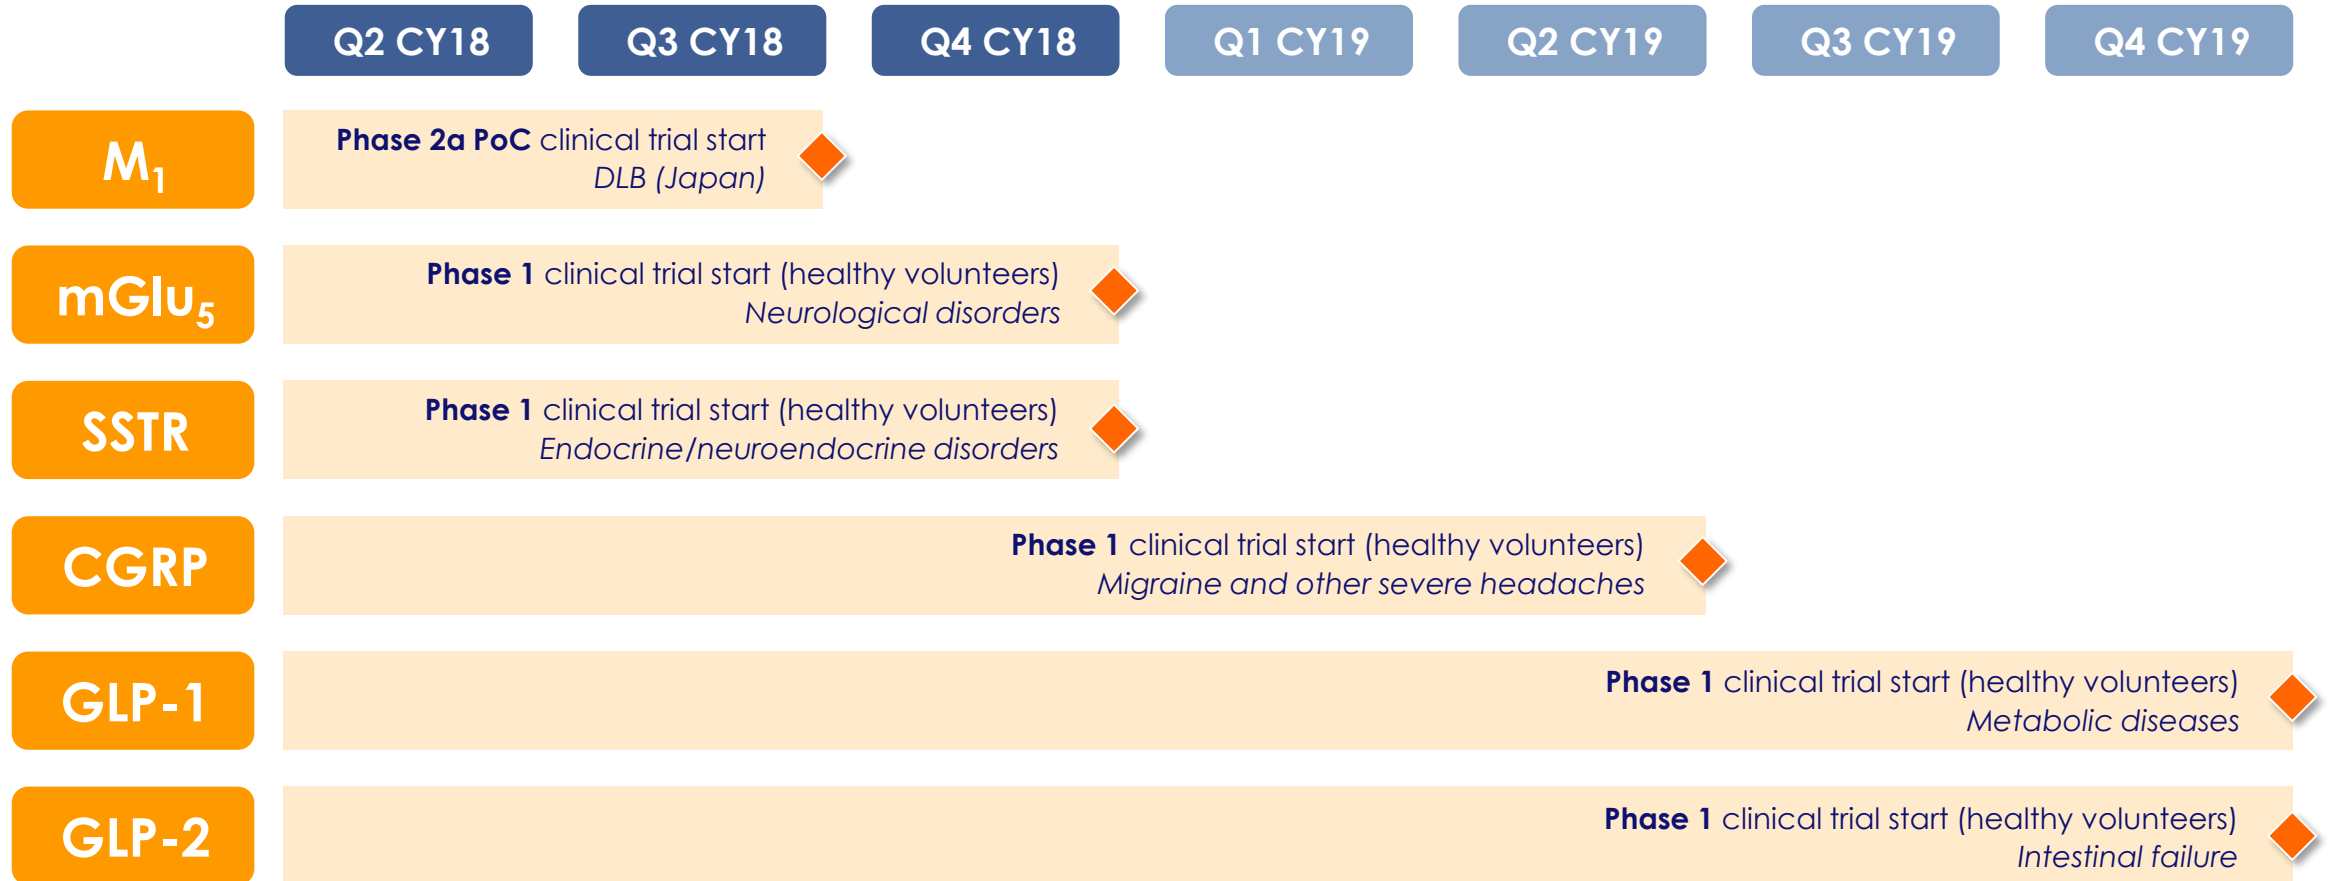 Q2 CY18 Q3 CY18 Q4 CY18 Q1 CY19 Q2 CY19 Q3 CY19 Q4 CY19
M₁
Phase 2a PoC clinical trial start
DLB (Japan)
mGlu₅
Phase 1 clinical trial start (healthy volunteers)
Neurological disorders
SSTR
Phase 1 clinical trial start (healthy volunteers)
Endocrine/neuroendocrine disorders
CGRP
Phase 1 clinical trial start (healthy volunteers)
Migraine and other severe headaches
GLP-1
Phase 1 clinical trial start (healthy volunteers)
Metabolic diseases
GLP-2
Phase 1 clinical trial start (healthy volunteers)
Intestinal failure